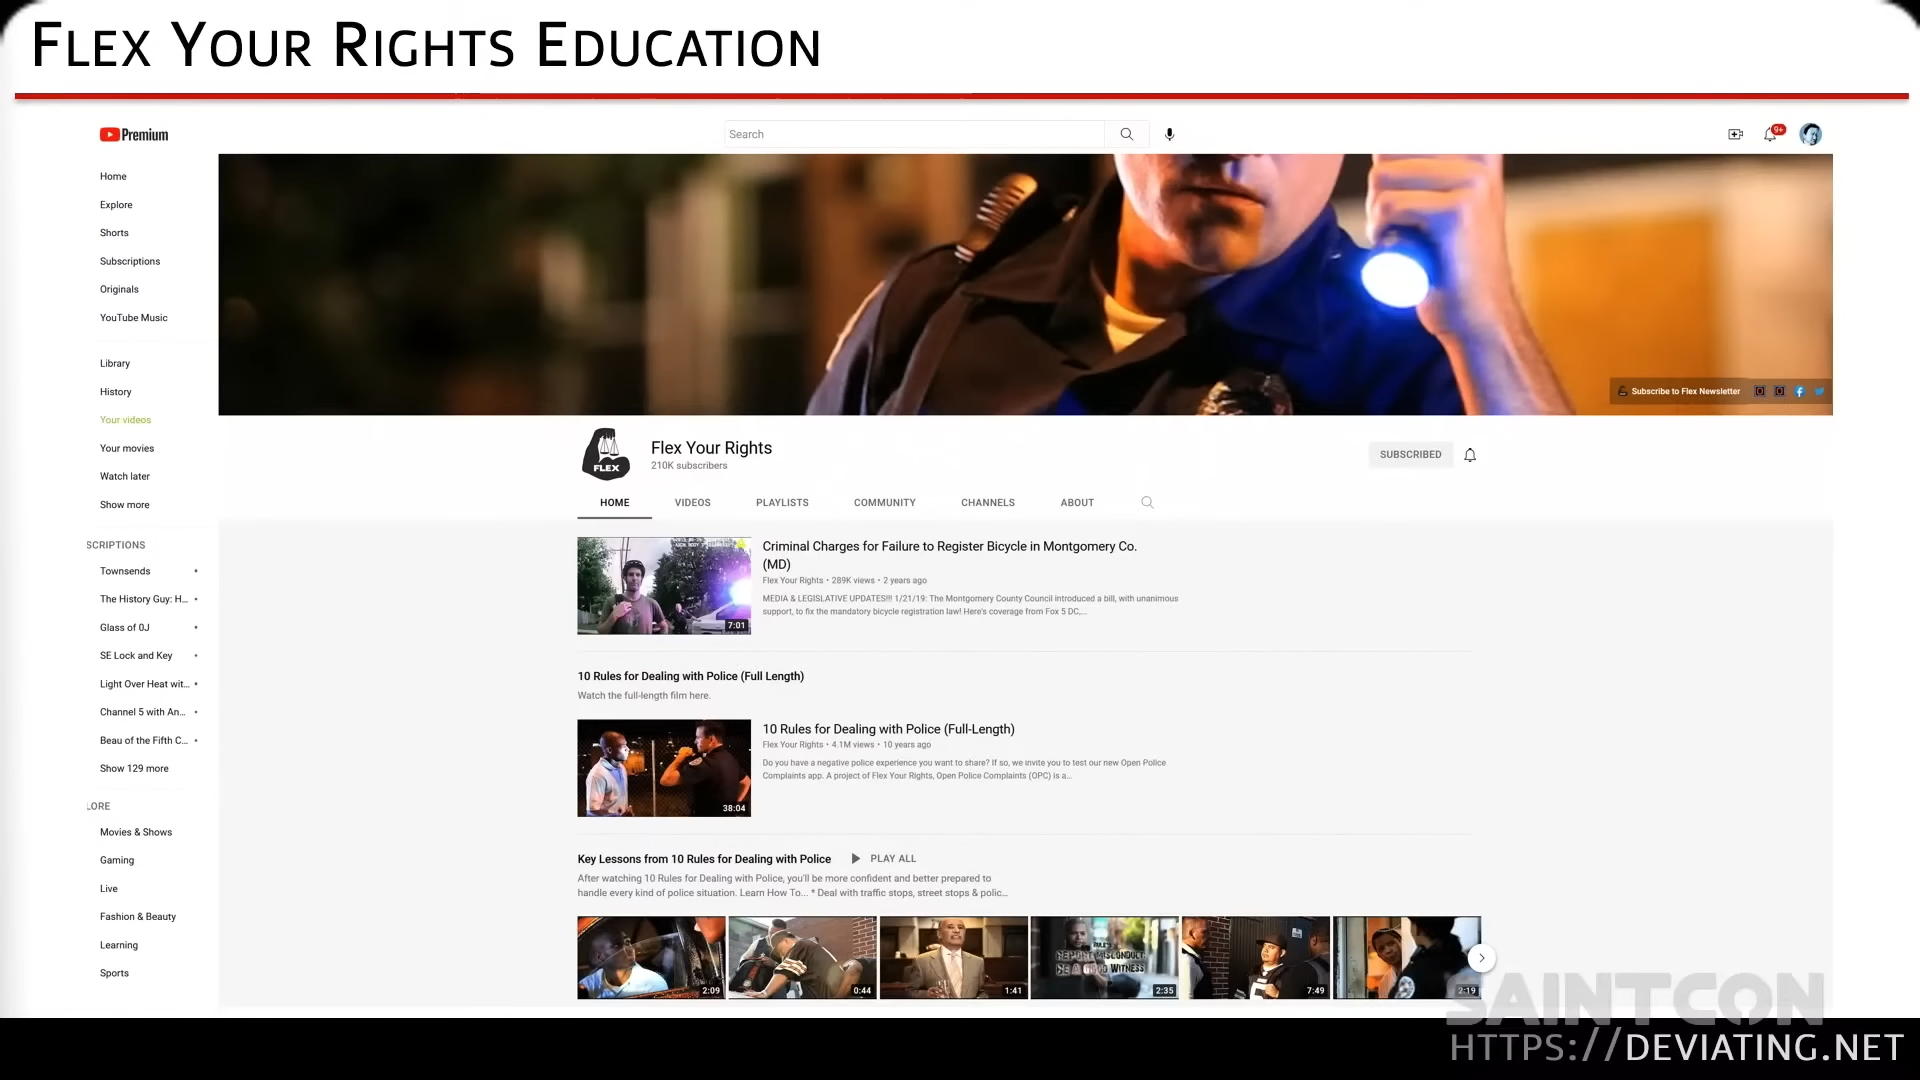 Flex Your Rights Education
Premium
Search
9+
Home
Explore
Shorts
Subscriptions
Originals
YouTube Music
Library
History
Your videos
Your movies
Watch later
Show more
SCRIPTIONS
Townsends
The History Guy: H...
Glass of 0J
SE Lock and Key
Light Over Heat wit...
Channel 5 with An...
Beau of the Fifth C...
Show 129 more
LORE
Movies & Shows
Gaming
Live
Fashion & Beauty
Learning
Sports
Subscribe to Flex Newsletter
FLEX
Flex Your Rights
210K subscribers
SUBSCRIBED
HOME VIDEOS PLAYLISTS COMMUNITY CHANNELS ABOUT
7:01
Criminal Charges for Failure to Register Bicycle in Montgomery Co.
(MD)
Flex Your Rights • 289K views • 2 years ago
MEDIA & LEGISLATIVE UPDATES!!! 1/21/19: The Montgomery County Council introduced a bill, with unanimous
support, to fix the mandatory bicycle registration law! Here's coverage from Fox 5 DC,...
10 Rules for Dealing with Police (Full Length)
Watch the full-length film here.
38:04
10 Rules for Dealing with Police (Full-Length)
Flex Your Rights • 4.1M views • 10 years ago
Do you have a negative police experience you want to share? If so, we invite you to test our new Open Police
Complaints app. A project of Flex Your Rights, Open Police Complaints (OPC) is a...
Key Lessons from 10 Rules for Dealing with Police PLAY ALL
After watching 10 Rules for Dealing with Police, you'll be more confident and better prepared to
handle every kind of police situation. Learn How To... * Deal with traffic stops, street stops & polic...
REPORT MISCONDUCT
BE A GOOD WITNESS
2:09 0:44 1:41 2:35 7:49 2:19
SAINTCON
HTTPS://DEVIATING.NET